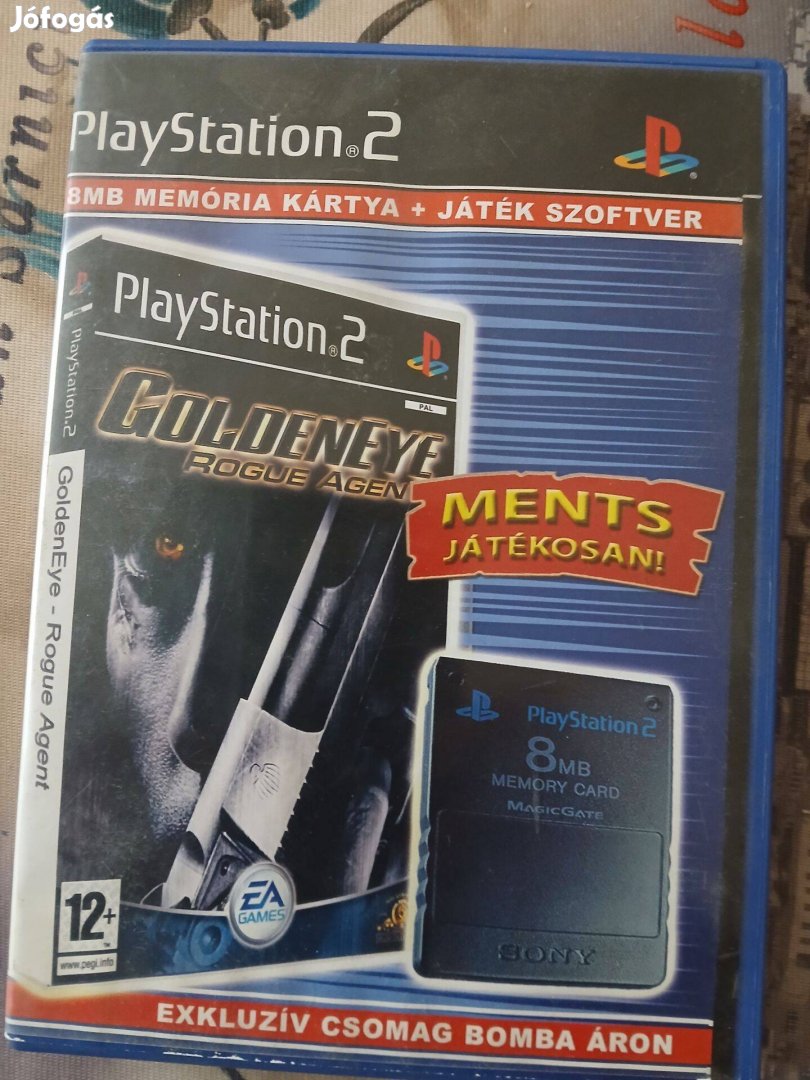 Jófogás
PlayStation®2
8MB MEMÓRIA KÁRTYA + JÁTÉK SZOFTVER
PlayStation®2
PAL
GOLDENEYE
ROGUE AGEN
PlayStation®2
GoldenEye - Rogue Agent
MENTS
JÁTÉKOSAN!
PlayStation 2
8MB
MEMORY CARD
MAGICGATE
SONY
EA
GAMES
12+
www.pegi.info
EXKLUZÍV CSOMAG BOMBA ÁRON